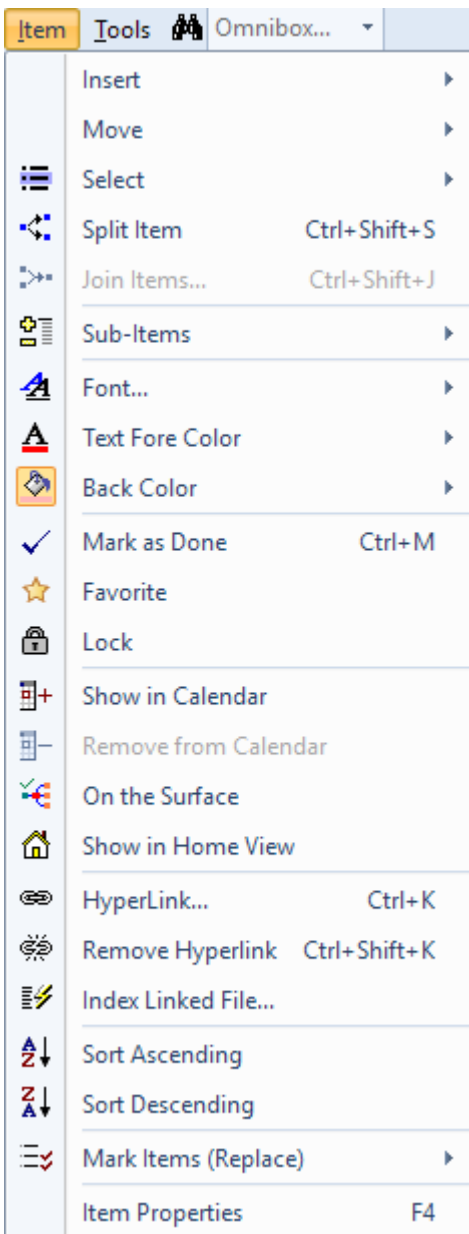 Item Tools Omnibox...
Insert
Move
Select
Split Item Ctrl+Shift+S
Join Items... Ctrl+Shift+J
Sub-Items
Font...
Text Fore Color
Back Color
Mark as Done Ctrl+M
Favorite
Lock
Show in Calendar
Remove from Calendar
On the Surface
Show in Home View
HyperLink... Ctrl+K
Remove Hyperlink Ctrl+Shift+K
Index Linked File...
Sort Ascending
Sort Descending
Mark Items (Replace)
Item Properties F4